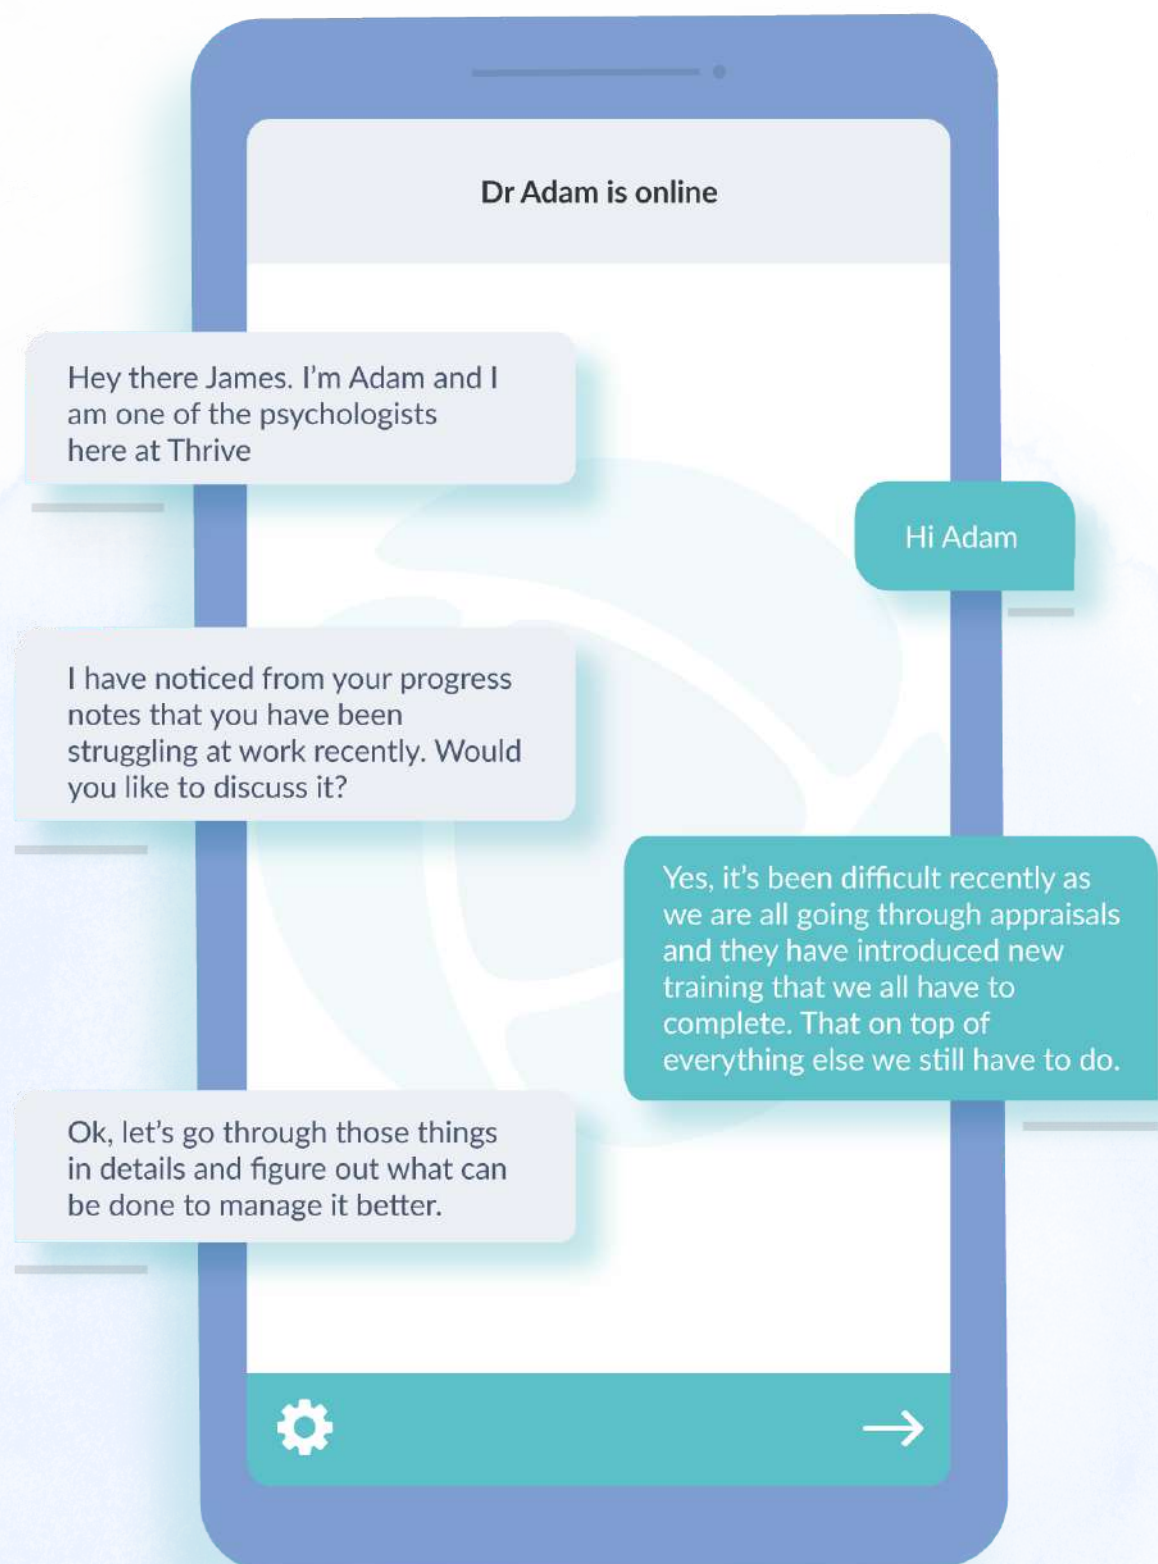 Dr Adam is online
Hey there James. I'm Adam and I
am one of the psychologists
here at Thrive
Hi Adam
I have noticed from your progress
notes that you have been
struggling at work recently. Would
you like to discuss it?
Yes, it's been difficult recently as
we are all going through appraisals
and they have introduced new
training that we all have to
complete. That on top of
everything else we still have to do.
Ok, let's go through those things
in details and figure out what can
be done to manage it better.